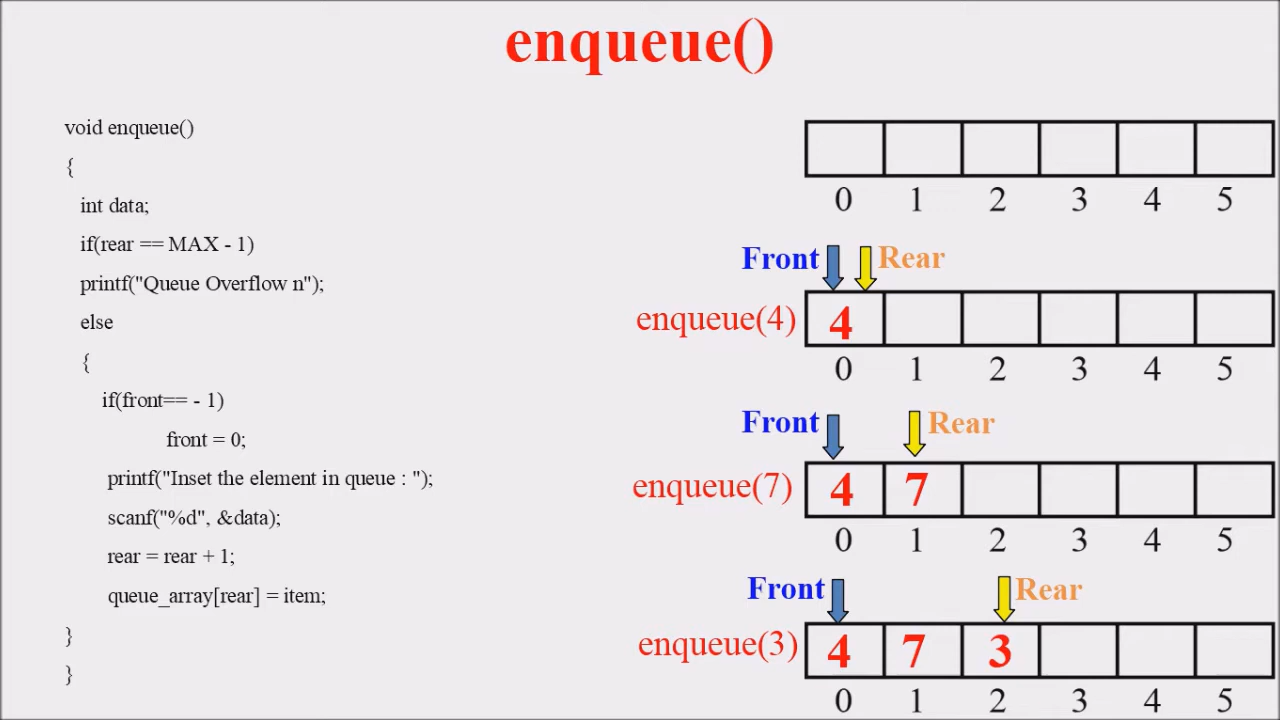 enqueue()
void enqueue()
{
int data;
if(rear == MAX - 1)
printf("Queue Overflow n");
else
{
if(front== - 1)
front = 0;
printf("Inset the element in queue : ");
scanf("%d", &data);
rear = rear + 1;
queue_array[rear] = item;
}
}
0 1 2 3 4 5
Front Rear
enqueue(4) 4
0 1 2 3 4 5
Front Rear
enqueue(7) 4 7
0 1 2 3 4 5
Front Rear
enqueue(3) 4 7 3
0 1 2 3 4 5